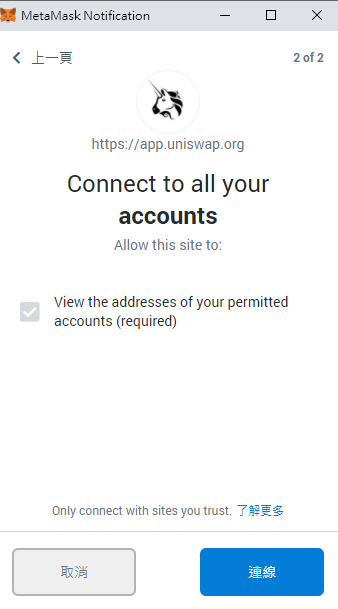 MetaMask Notification
上一頁
2 of 2
https://app.uniswap.org
Connect to all your
accounts
Allow this site to:
View the addresses of your permitted
accounts (required)
Only connect with sites you trust. 了解更多
取消
連線